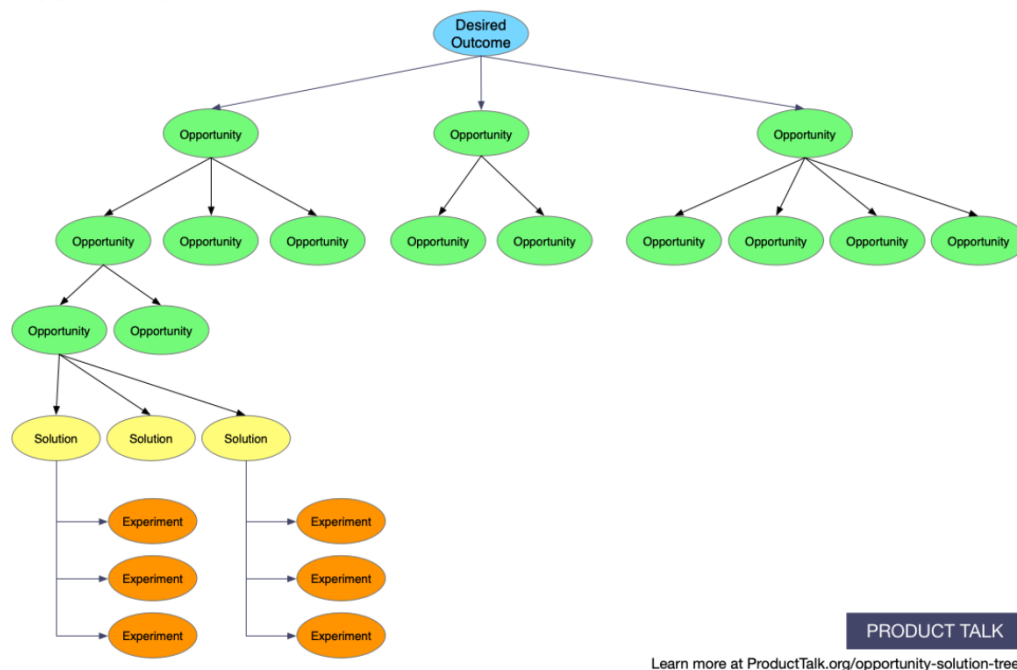 Desired
Outcome
Opportunity
Opportunity
Opportunity
Opportunity
Opportunity
Opportunity
Opportunity
Opportunity
Opportunity
Opportunity
Opportunity
Opportunity
Opportunity
Opportunity
Solution
Solution
Solution
Experiment
Experiment
Experiment
Experiment
Experiment
Experiment
PRODUCT TALK
Learn more at ProductTalk.org/opportunity-solution-tree